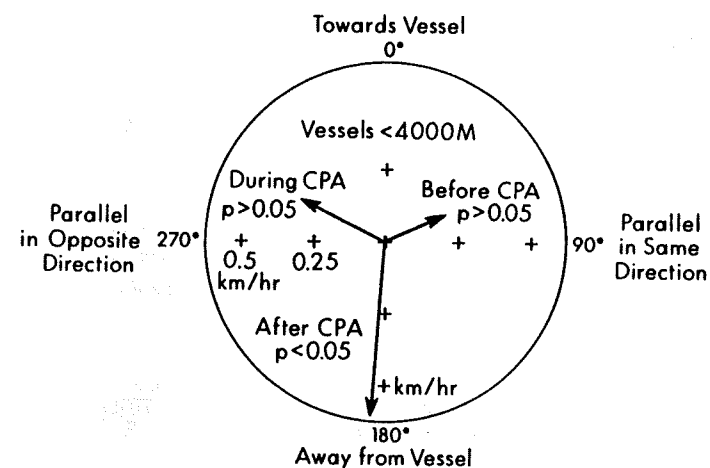 Towards Vessel
0°
Vessels <4000M
During CPA
p>0.05
Before CPA
p>0.05
Parallel
in Opposite
Direction
270°
0.5
km/hr
0.25
90°
Parallel
in Same
Direction
After CPA
p<0.05
km/hr
180°
Away from Vessel